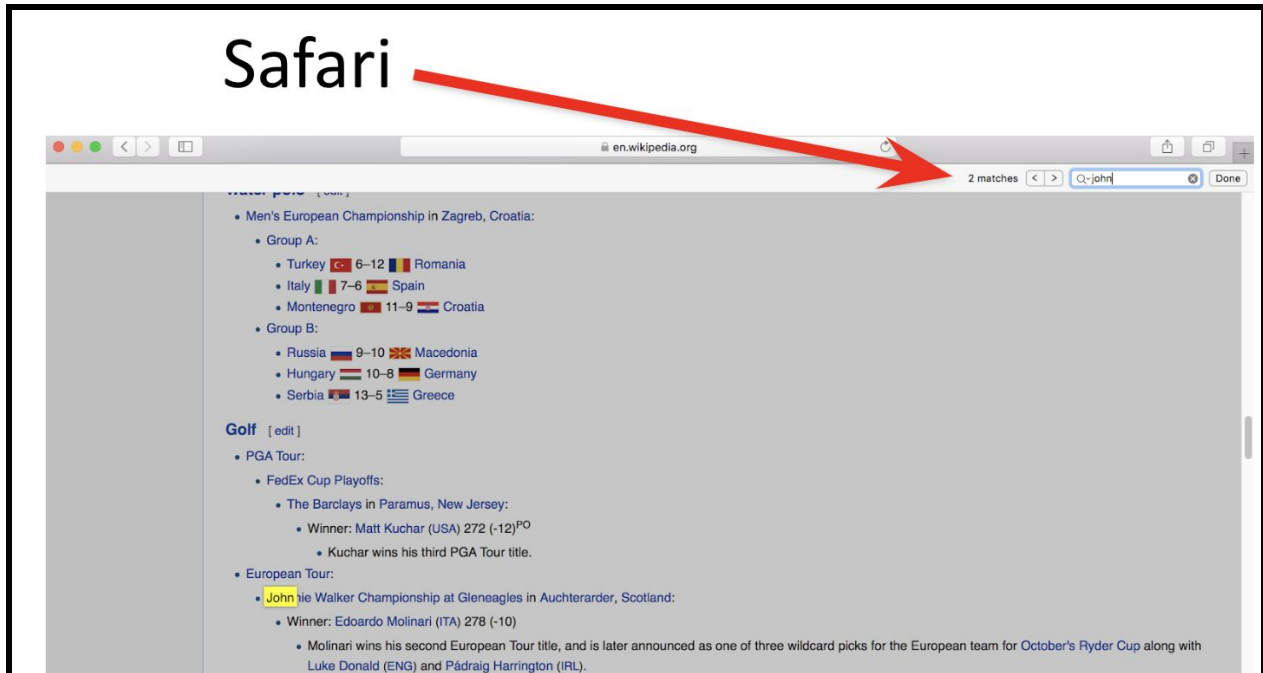 Safari
en.wikipedia.org
2 matches < > john Done
Water polo [ edit ]
• Men's European Championship in Zagreb, Croatia:
• Group A:
• Turkey 6–12 Romania
• Italy 7–6 Spain
• Montenegro 11–9 Croatia
• Group B:
• Russia 9–10 Macedonia
• Hungary 10–8 Germany
• Serbia 13–5 Greece
Golf [ edit ]
• PGA Tour:
• FedEx Cup Playoffs:
• The Barclays in Paramus, New Jersey:
• Winner: Matt Kuchar (USA) 272 (-12)PO
• Kuchar wins his third PGA Tour title.
• European Tour:
• Johnnie Walker Championship at Gleneagles in Auchterarder, Scotland:
• Winner: Edoardo Molinari (ITA) 278 (-10)
• Molinari wins his second European Tour title, and is later announced as one of three wildcard picks for the European team for October's Ryder Cup along with
Luke Donald (ENG) and Pádraig Harrington (IRL).